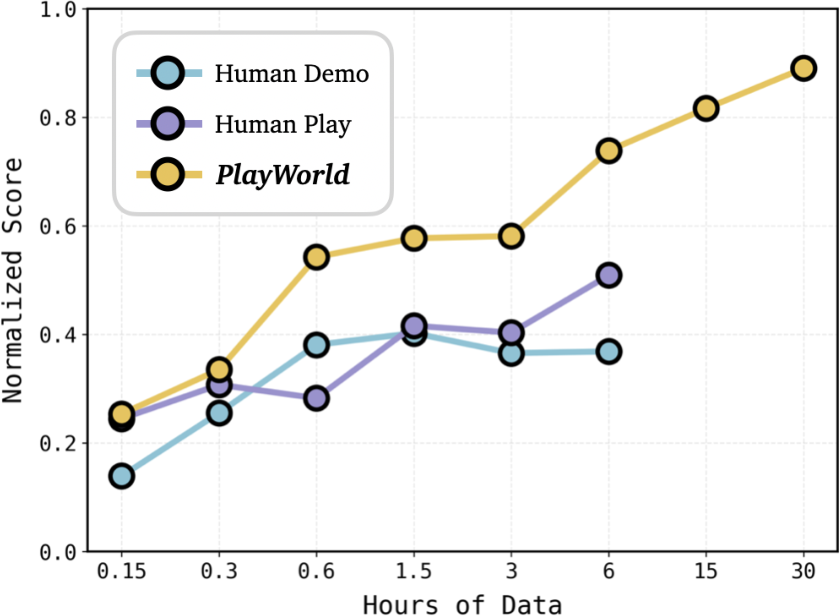 1.0
0.8
0.6
0.4
0.2
0.0
Normalized Score
Human Demo
Human Play
PlayWorld
0.15 0.3 0.6 1.5 3 6 15 30
Hours of Data